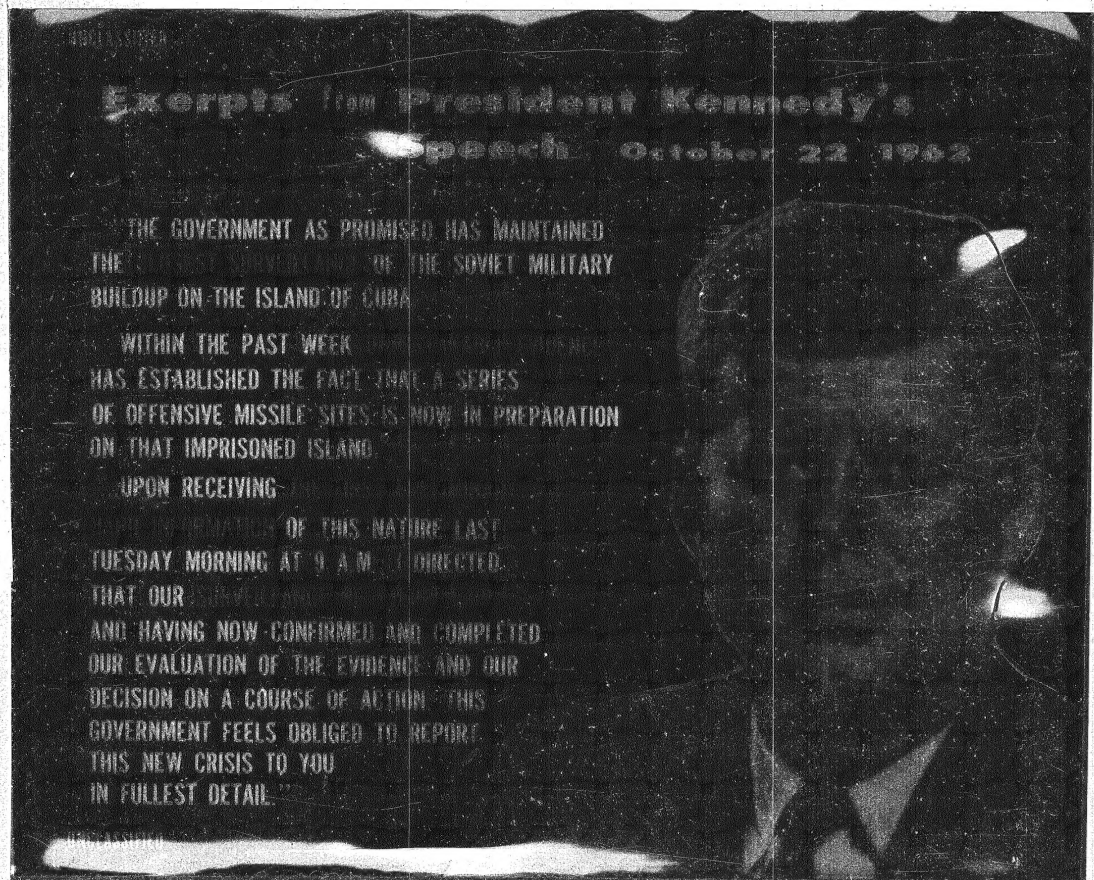 UNCLASSIFIED
Exerpts from President Kennedy's
Speech October 22 1962
"THE GOVERNMENT AS PROMISED HAS MAINTAINED
THE OF THE SOVIET MILITARY
BUILDUP ON THE ISLAND OF CUBA
WITHIN THE PAST WEEK
HAS ESTABLISHED THE FACT THAT A SERIES
OF OFFENSIVE MISSILE SITES IS NOW IN PREPARATION
ON THAT IMPRISONED ISLAND
UPON RECEIVING
INFORMATION OF THIS NATURE LAST
TUESDAY MORNING AT 9 A M I DIRECTED
THAT OUR
AND HAVING NOW CONFIRMED AND COMPLETED
OUR EVALUATION OF THE EVIDENCE AND OUR
DECISION ON A COURSE OF ACTION THIS
GOVERNMENT FEELS OBLIGED TO REPORT
THIS NEW CRISIS TO YOU
IN FULLEST DETAIL."
UNCLASSIFIED